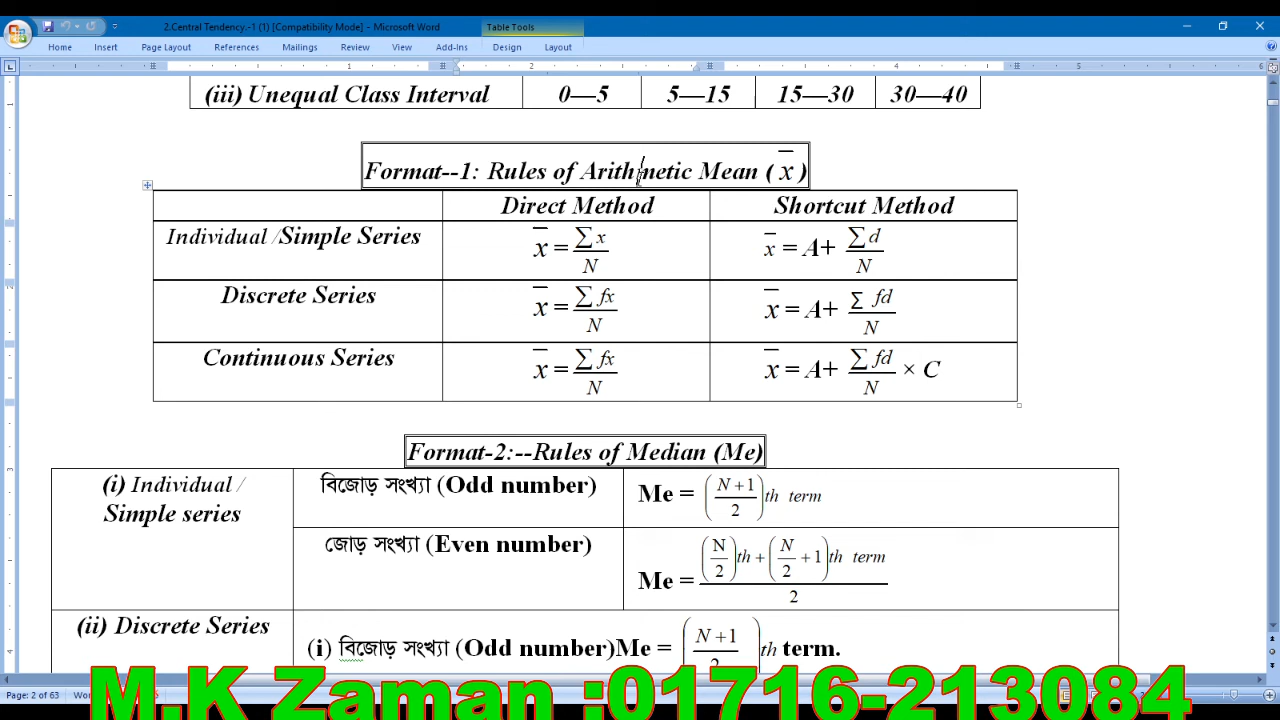 2.Central Tendency.-1 (1) [Compatibility Mode] - Microsoft Word
Table Tools
Home Insert Page Layout References Mailings Review View Add-Ins Design Layout
(iii) Unequal Class Interval 0—5 5—15 15—30 30—40
Format--1: Rules of Arithmetic Mean ( x̅ )
Direct Method Shortcut Method
Individual /Simple Series x̅ = ∑x / N x̅ = A+ ∑d / N
Discrete Series x̅ = ∑fx / N x̅ = A+ Σ fd / N
Continuous Series x̅ = ∑fx / N x̅ = A+ ∑fd / N × C
Format-2:--Rules of Median (Me)
(i) Individual / বিজোড় সংখ্যা (Odd number) Me = ((N+1)/2)th term
Simple series
জোড় সংখ্যা (Even number) Me = ((N/2)th + (N/2 +1)th term) / 2
(ii) Discrete Series (i) বিজোড় সংখ্যা (Odd number)Me = ((N+1)/2)th term.
Page: 2 of 63
M.K Zaman :01716-213084